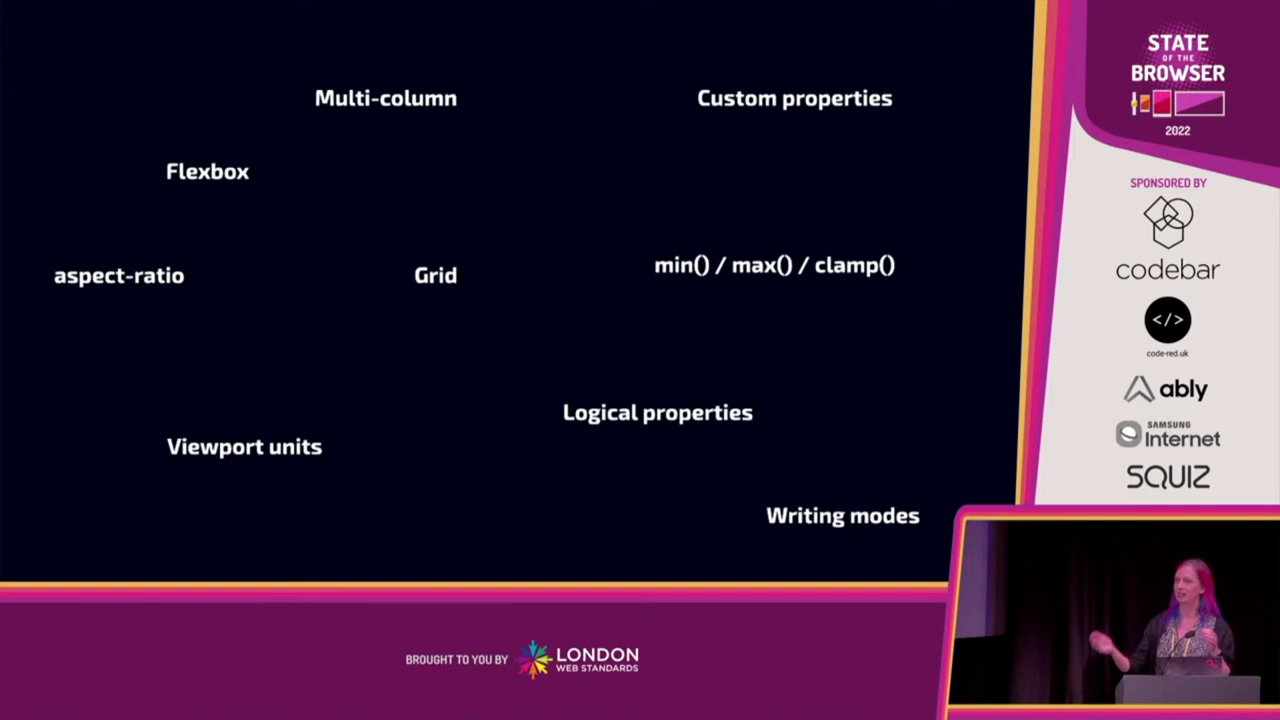 Multi-column
Custom properties
Flexbox
aspect-ratio
Grid
min() / max() / clamp()
Logical properties
Viewport units
Writing modes
STATE
OF THE
BROWSER
2022
SPONSORED BY
codebar
</>
code-red.uk
ably
SAMSUNG
Internet
SQUIZ
BROUGHT TO YOU BY
LONDON
WEB STANDARDS